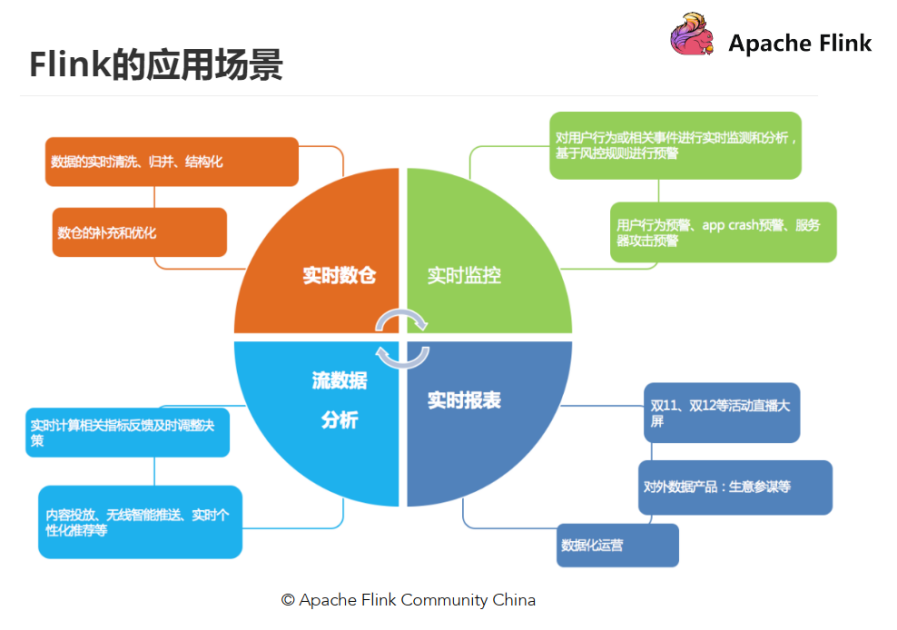 Apache Flink
Flink的应用场景
数据的实时清洗、归并、结构化
数仓的补充和优化
实时数仓
对用户行为或相关事件进行实时监测和分析，
基于风控规则进行预警
用户行为预警、app crash预警、服务
器攻击预警
实时监控
流数据
分析
实时计算相关指标反馈及时调整决
策
内容投放、无线智能推送、实时个
性化推荐等
实时报表
双11、双12等活动直播大
屏
对外数据产品：生意参谋等
数据化运营
© Apache Flink Community China